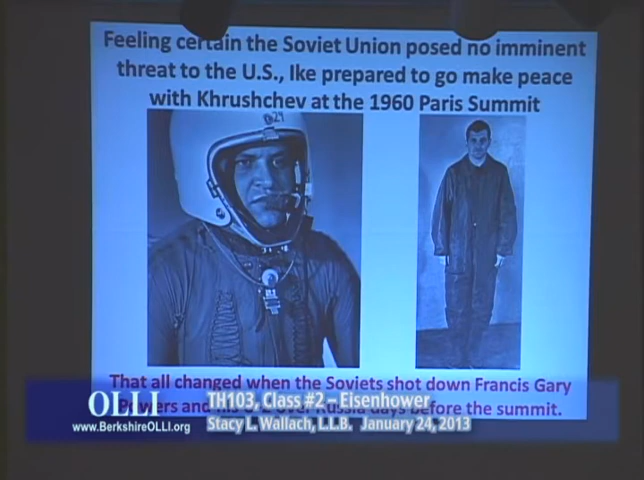 Feeling certain the Soviet Union posed no imminent
threat to the U.S., Ike prepared to go make peace
with Khrushchev at the 1960 Paris Summit
That all changed when the Soviets shot down Francis Gary
Powers and his U-2 over Russia days before the summit.
OLLI
www.BerkshireOLLI.org
TH103, Class #2 – Eisenhower
Stacy L. Wallach, L.L.B. January 24, 2013